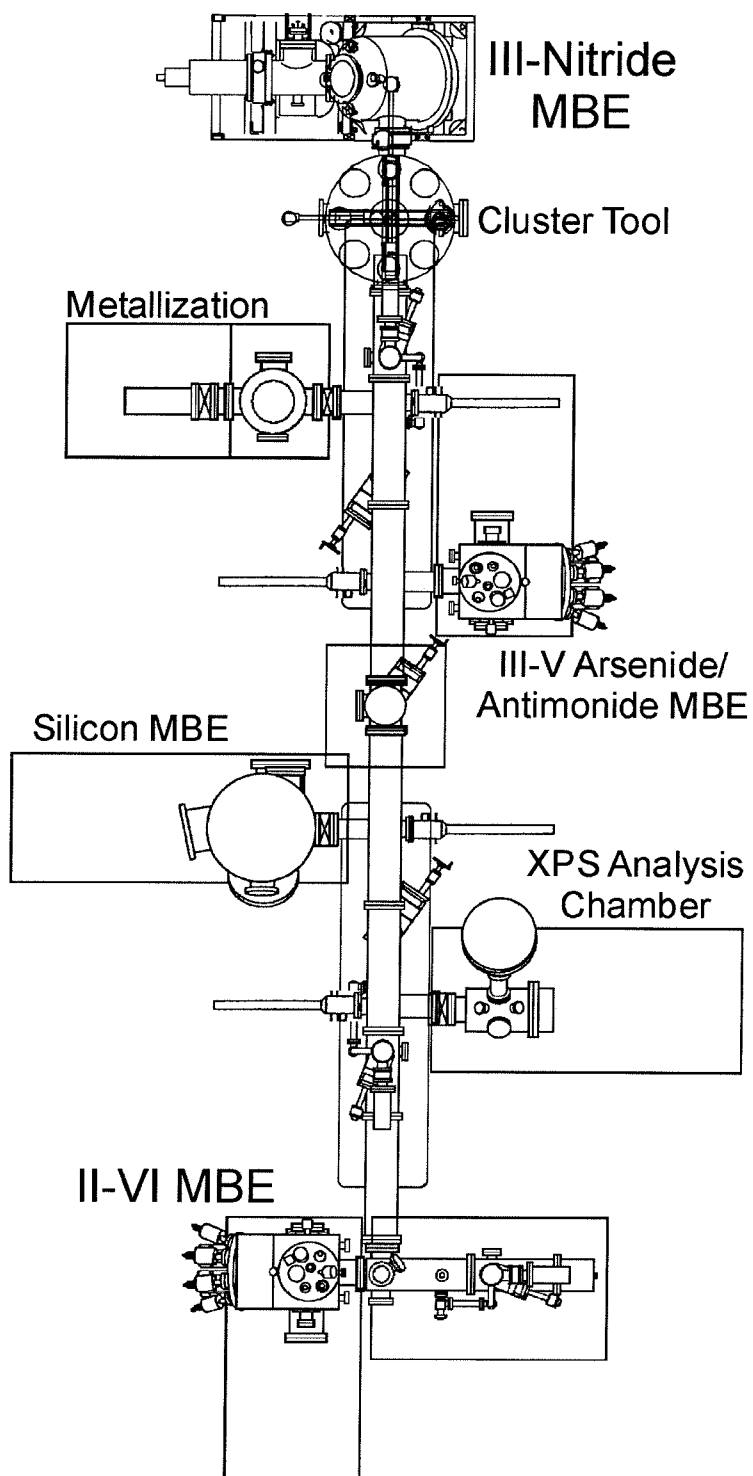 III-Nitride
MBE
Cluster Tool
Metallization
III-V Arsenide/
Antimonide MBE
Silicon MBE
XPS Analysis
Chamber
II-VI MBE